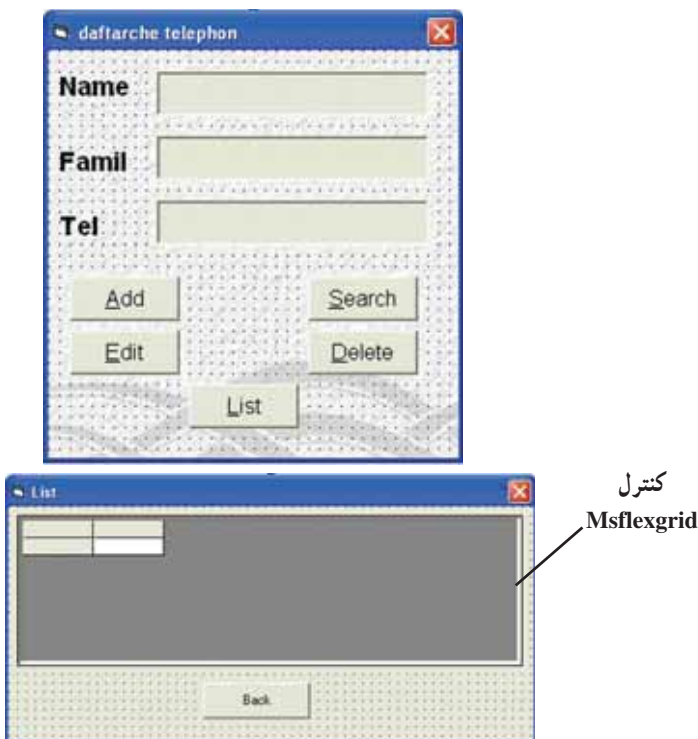 daftarche telephon
Name
Famil
Tel
Add
Search
Edit
Delete
List
List
کنترل
Msflexgrid
Back